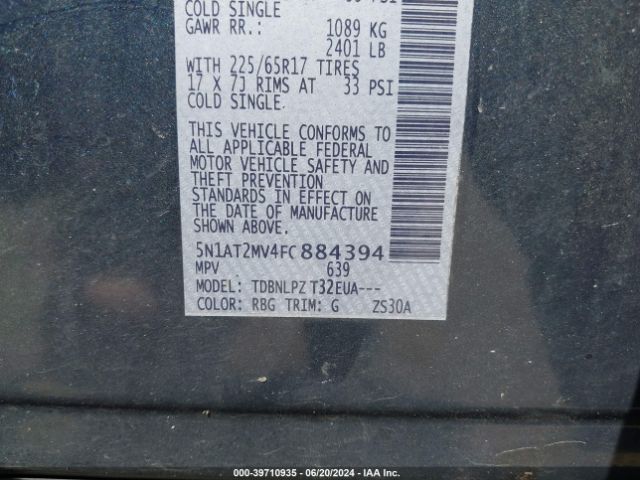 COLD SINGLE
GAWR RR.: 1089 KG
2401 LB
WITH 225/65R17 TIRES
17 X 7J RIMS AT 33 PSI
COLD SINGLE
THIS VEHICLE CONFORMS TO
ALL APPLICABLE FEDERAL
MOTOR VEHICLE SAFETY AND
THEFT PREVENTION
STANDARDS IN EFFECT ON
THE DATE OF MANUFACTURE
SHOWN ABOVE.
5N1AT2MV4FC884394
MPV 639
MODEL: TDBNLPZ T32EUA---
COLOR: RBG TRIM: G ZS30A
000-39710935 - 06/20/2024 - IAA Inc.